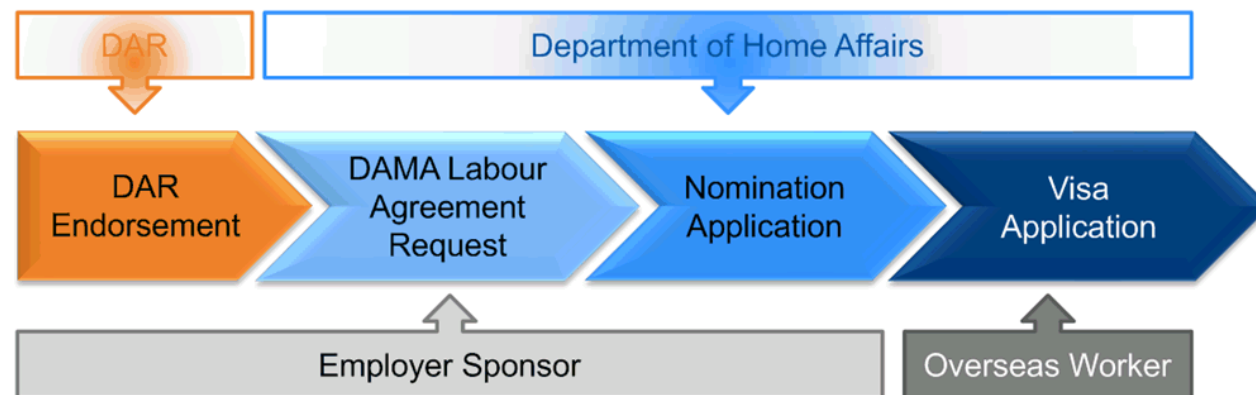 DAR
Department of Home Affairs
DAR
Endorsement
DAMA Labour
Agreement
Request
Nomination
Application
Visa
Application
Employer Sponsor
Overseas Worker